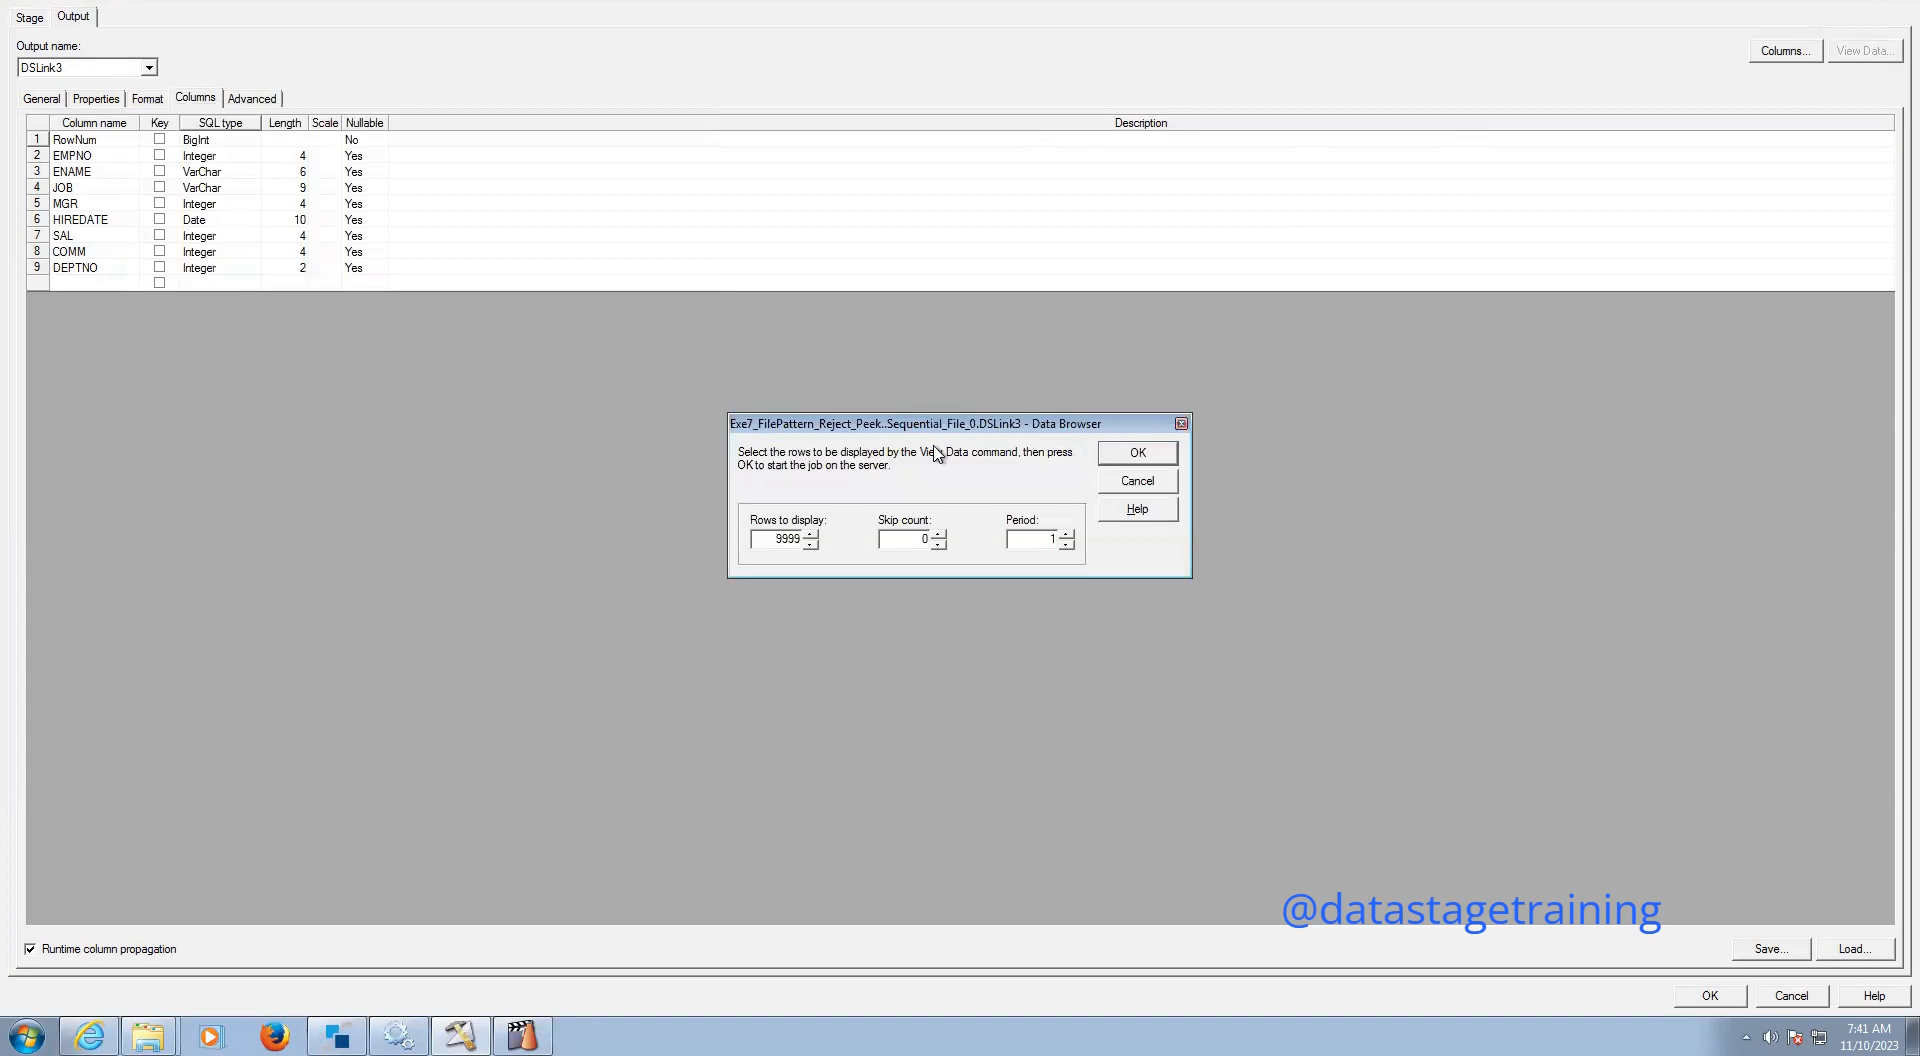 Stage Output
Output name:
DSLink3
Columns... View Data...
General Properties Format Columns Advanced
Column name Key SQL type Length Scale Nullable Description
1 RowNum BigInt No
2 EMPNO Integer 4 Yes
3 ENAME VarChar 6 Yes
4 JOB VarChar 9 Yes
5 MGR Integer 4 Yes
6 HIREDATE Date 10 Yes
7 SAL Integer 4 Yes
8 COMM Integer 4 Yes
9 DEPTNO Integer 2 Yes
Exe7_FilePattern_Reject_Peek..Sequential_File_0.DSLink3 - Data Browser
Select the rows to be displayed by the View Data command, then press
OK to start the job on the server.
OK
Cancel
Help
Rows to display: Skip count: Period:
9999 0 1
@datastagetraining
Runtime column propagation
Save... Load...
OK Cancel Help
7:41 AM
11/10/2023